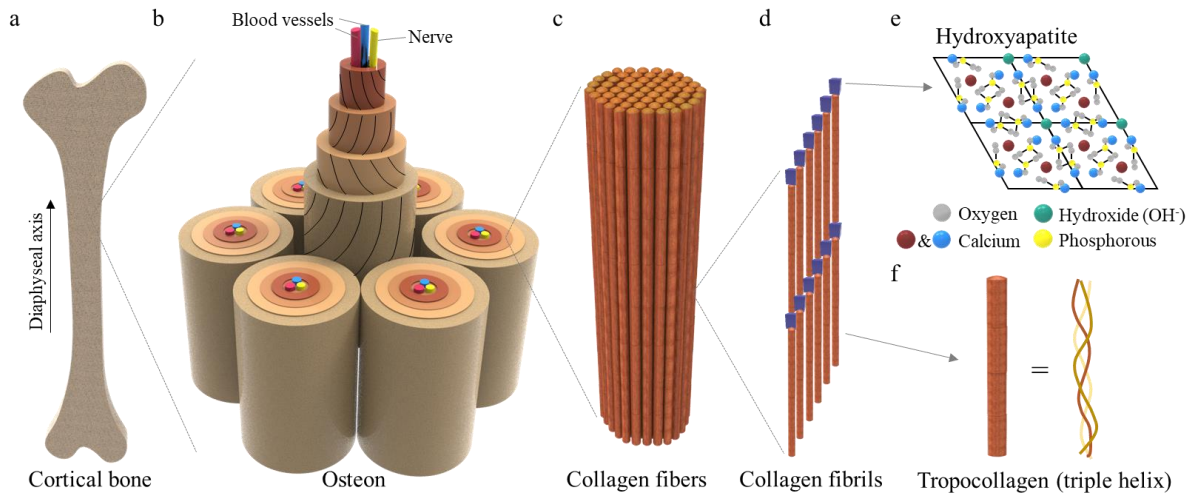 a
b
c
d
e
Blood vessels
Nerve
Hydroxyapatite
Oxygen
Hydroxide (OH-)
& Calcium
Phosphorous
Diaphyseal axis
f
=
Cortical bone
Osteon
Collagen fibers
Collagen fibrils
Tropocollagen (triple helix)